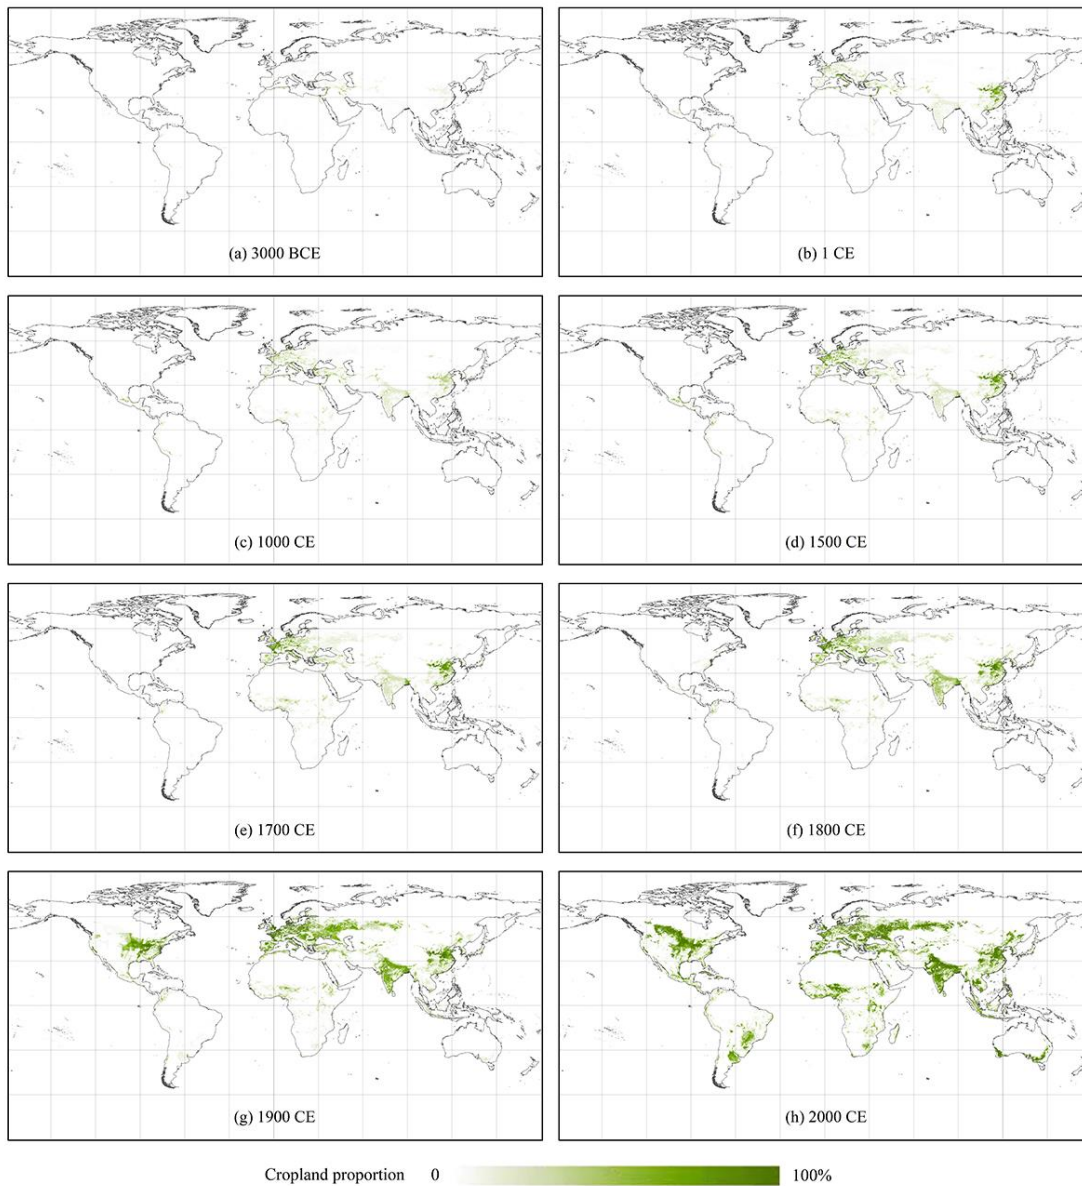 (a) 3000 BCE
(b) 1 CE
(c) 1000 CE
(d) 1500 CE
(e) 1700 CE
(f) 1800 CE
(g) 1900 CE
(h) 2000 CE
Cropland proportion 0 100%